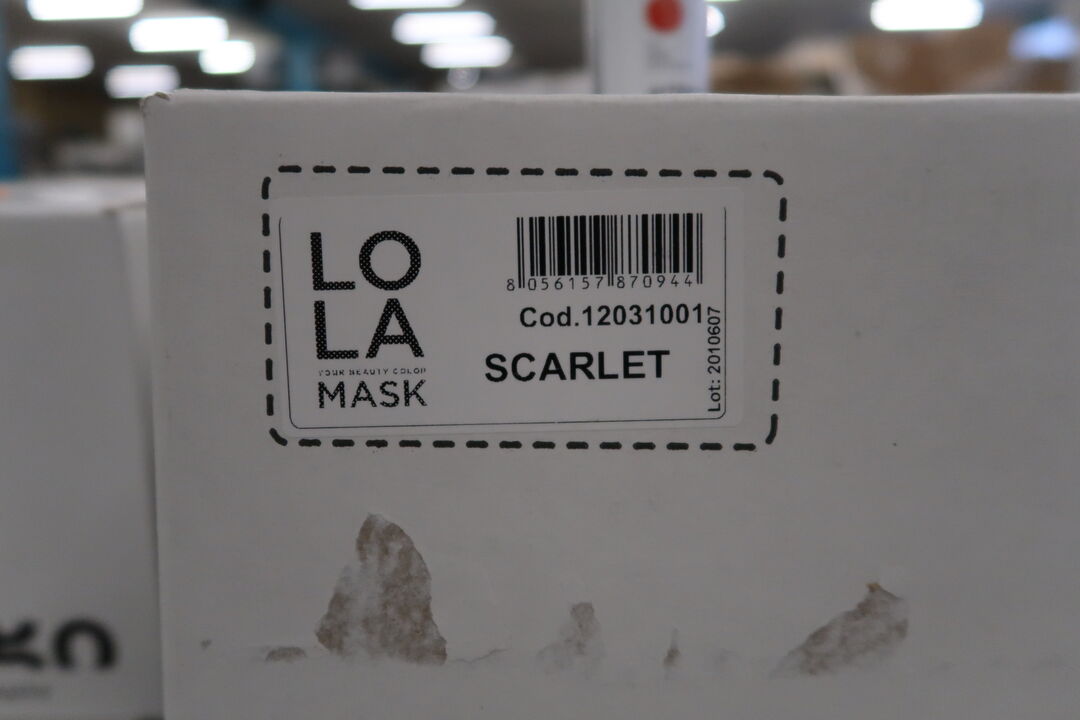 LO
LA
YOUR BEAUTY COLOR
MASK
8 056157 870944
Cod.12031001
SCARLET
Lot: 2010607